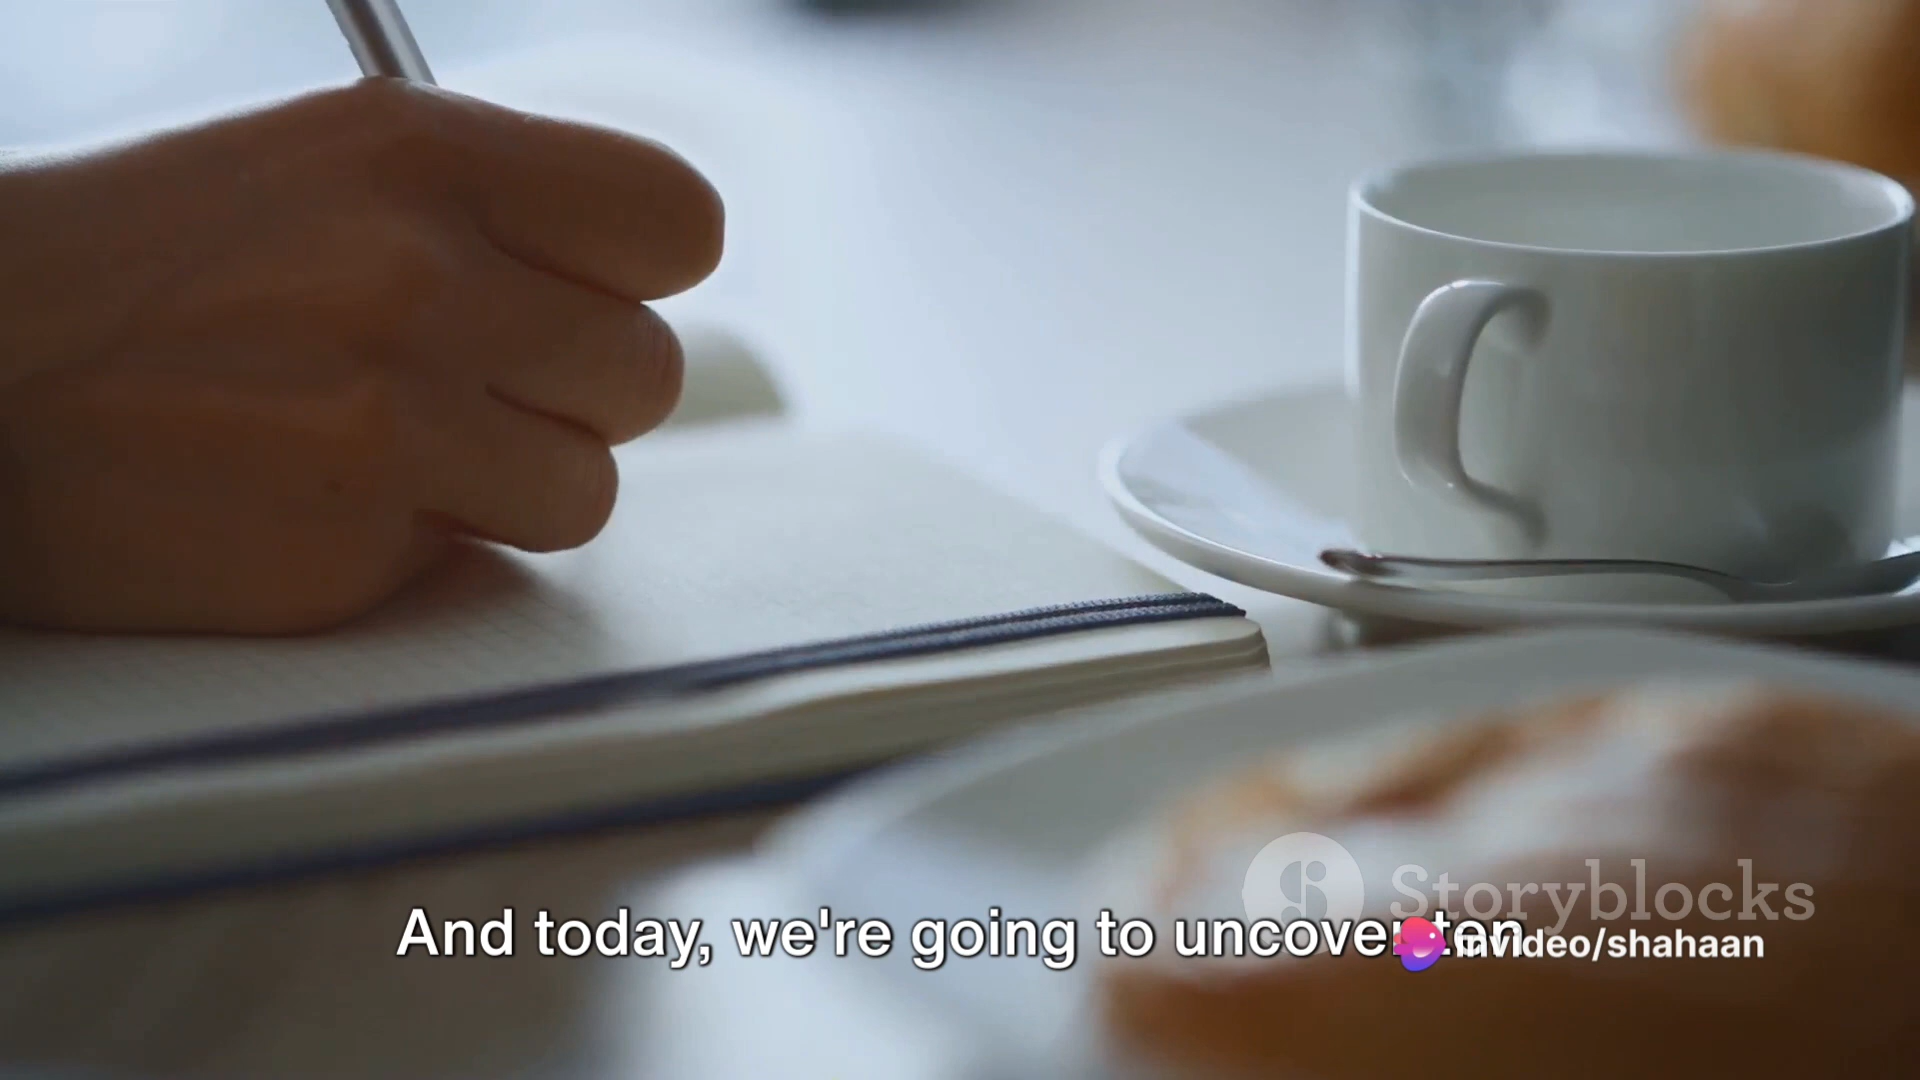 Storyblocks
And today, we're going to uncover ten
invideo/shahaan